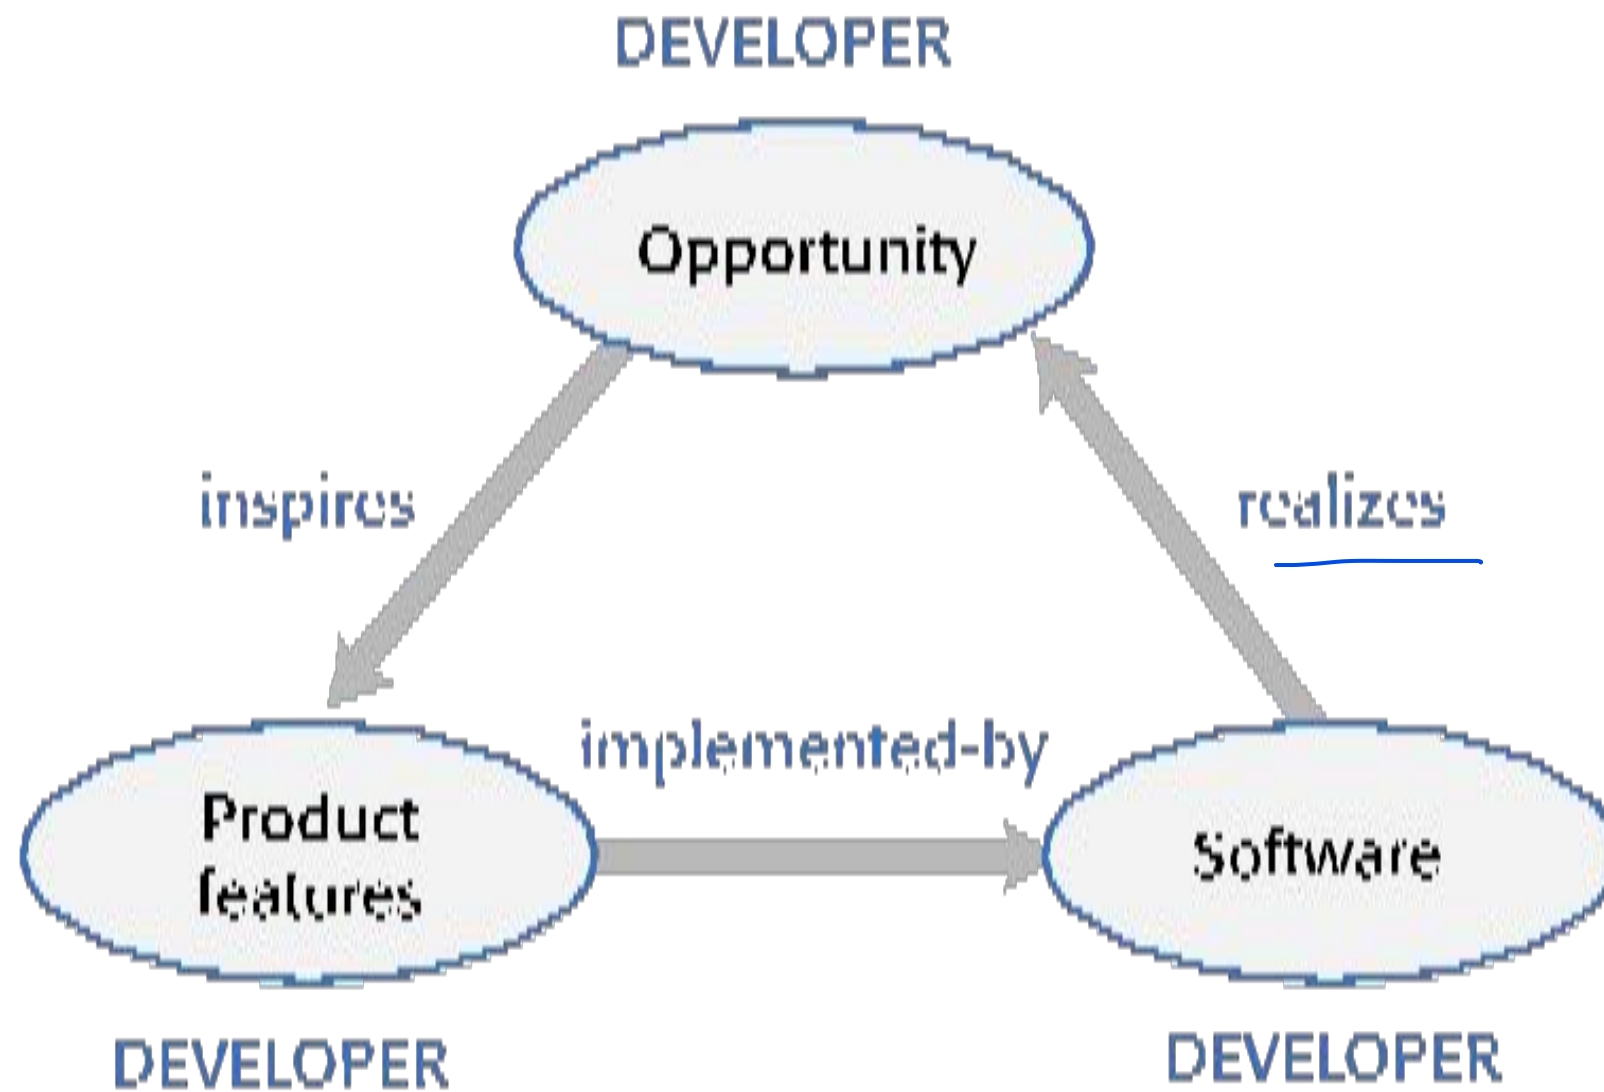 DEVELOPER
Opportunity
inspires
realizes
implemented-by
Product
features
Software
DEVELOPER
DEVELOPER